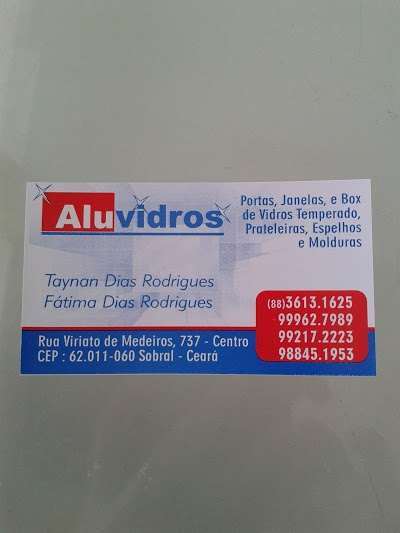 Aluvidros
Portas, Janelas, e Box
de Vidros Temperado,
Prateleiras, Espelhos
e Molduras
Taynan Dias Rodrigues
Fátima Dias Rodrigues
(88)3613.1625
99962.7989
99217.2223
98845.1953
Rua Viriato de Medeiros, 737 - Centro
CEP : 62.011-060 Sobral - Ceará